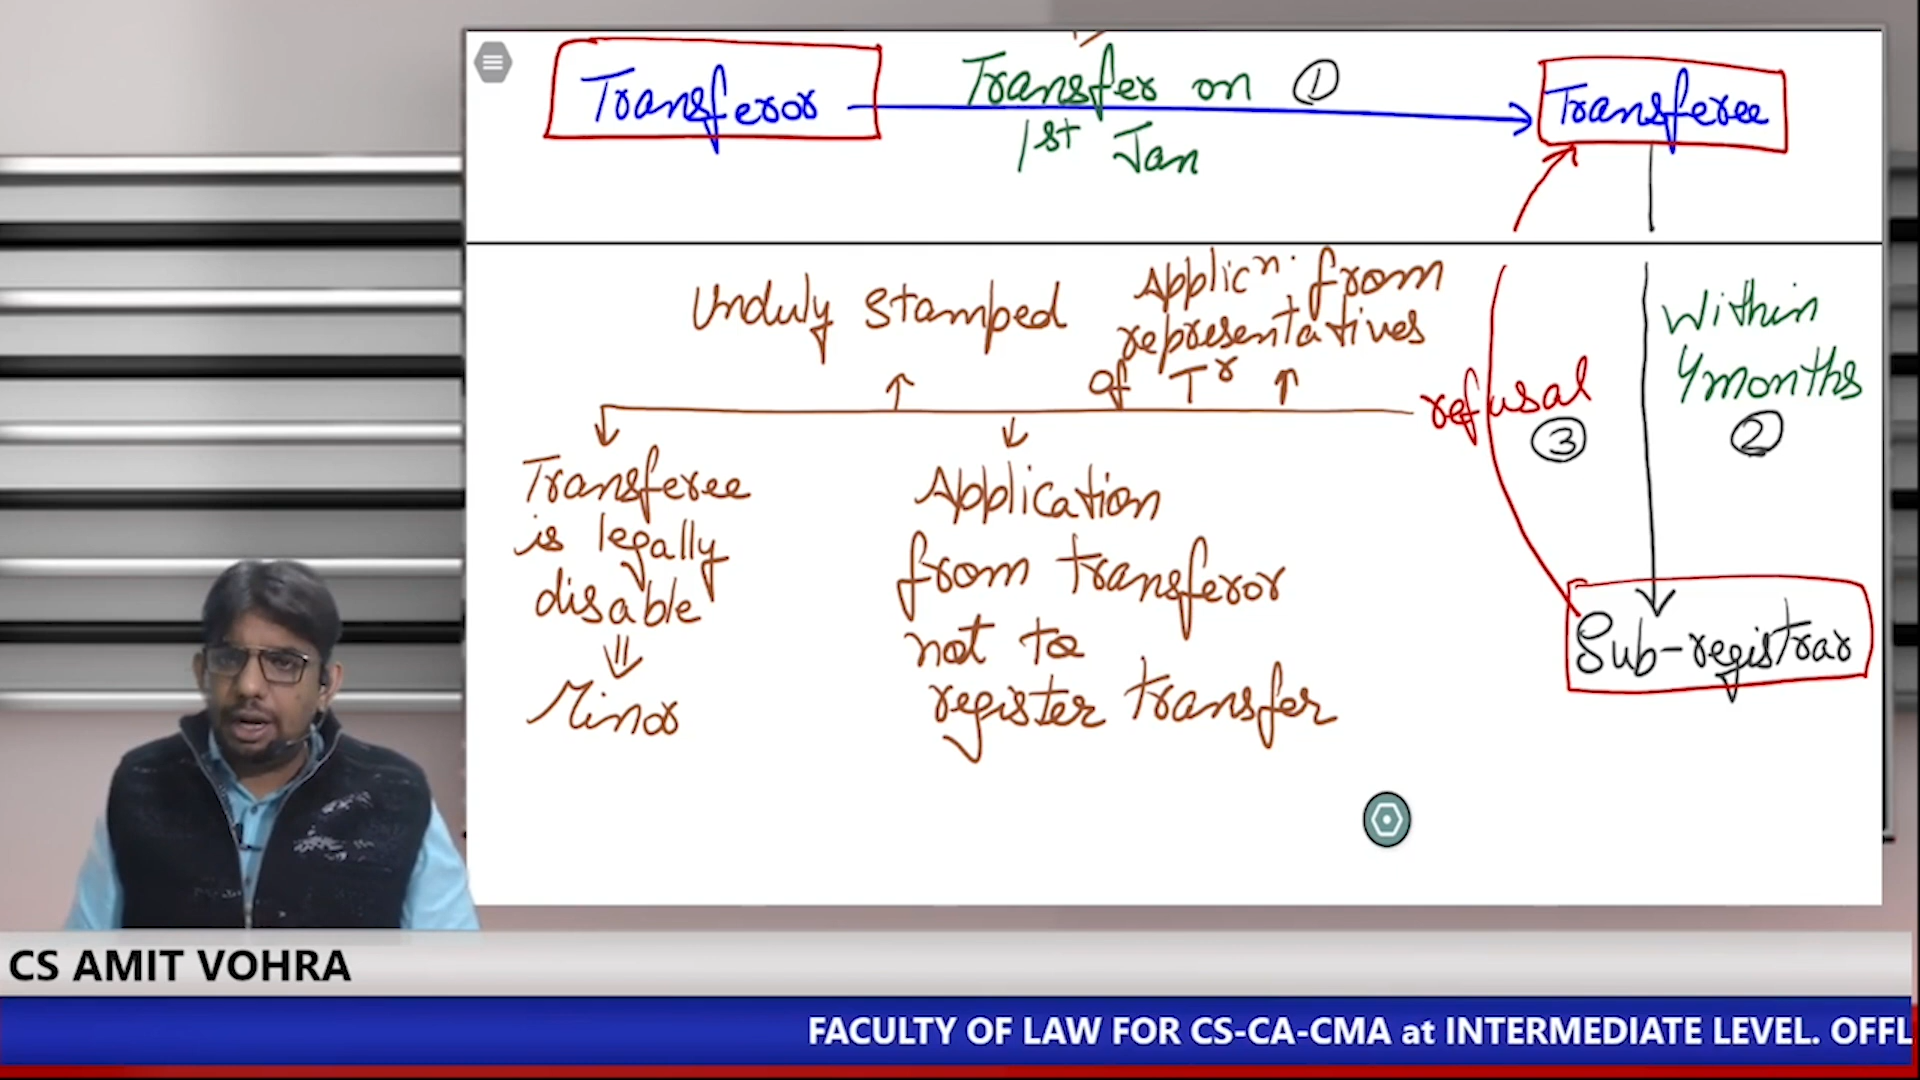 Transferor
Transfer on ①
1st Jan
Transferee
Unduly stamped
Applicn. from
representatives
of Tr
refusal
③
Within
4 months
②
Transferee
is legally
disable
Minor
Application
from transferor
not to
register transfer
Sub-registrar
CS AMIT VOHRA
FACULTY OF LAW FOR CS-CA-CMA at INTERMEDIATE LEVEL. OFFL